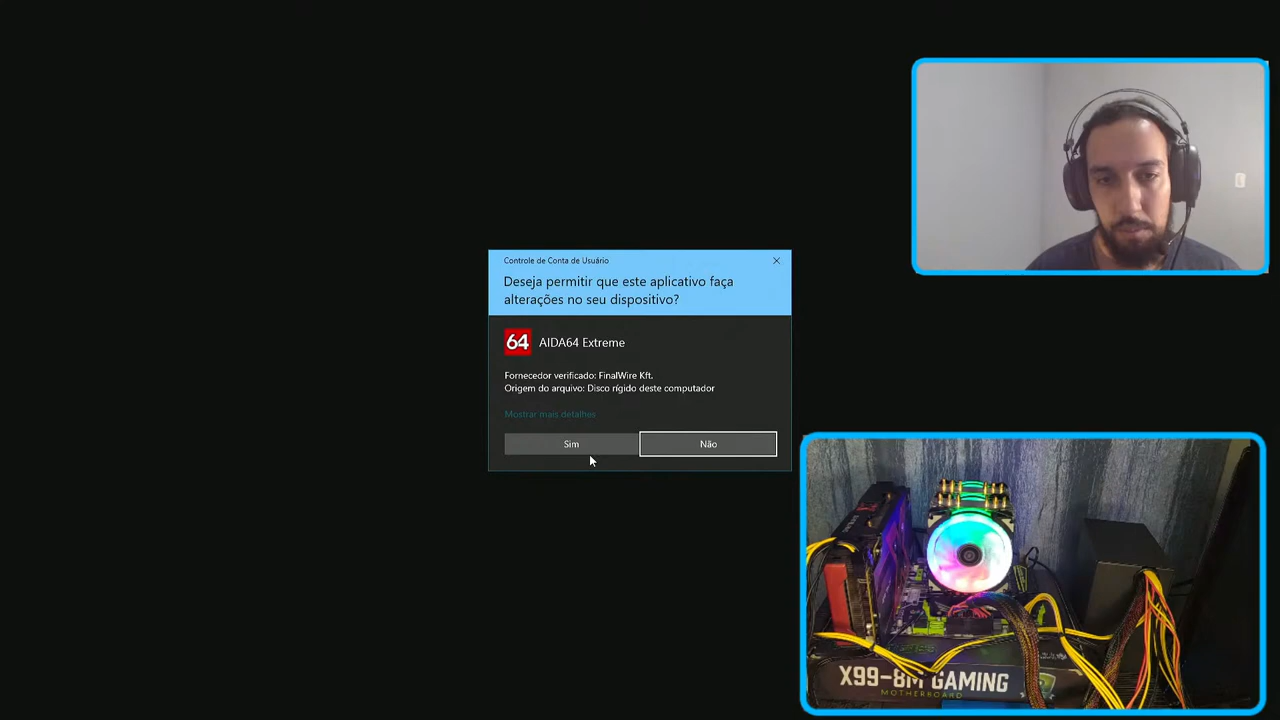 Controle de Conta de Usuário
Deseja permitir que este aplicativo faça
alterações no seu dispositivo?
64
AIDA64 Extreme
Fornecedor verificado: FinalWire Kft.
Origem do arquivo: Disco rígido deste computador
Mostrar mais detalhes
Sim
Não
X99-8M GAMING
MOTHERBOARD